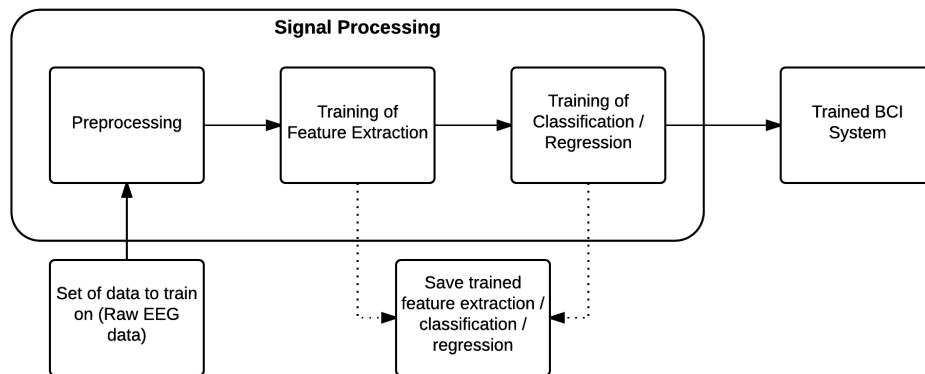 Signal Processing
Preprocessing
Training of
Feature Extraction
Training of
Classification /
Regression
Trained BCI
System
Set of data to train
on (Raw EEG
data)
Save trained
feature extraction /
classification /
regression